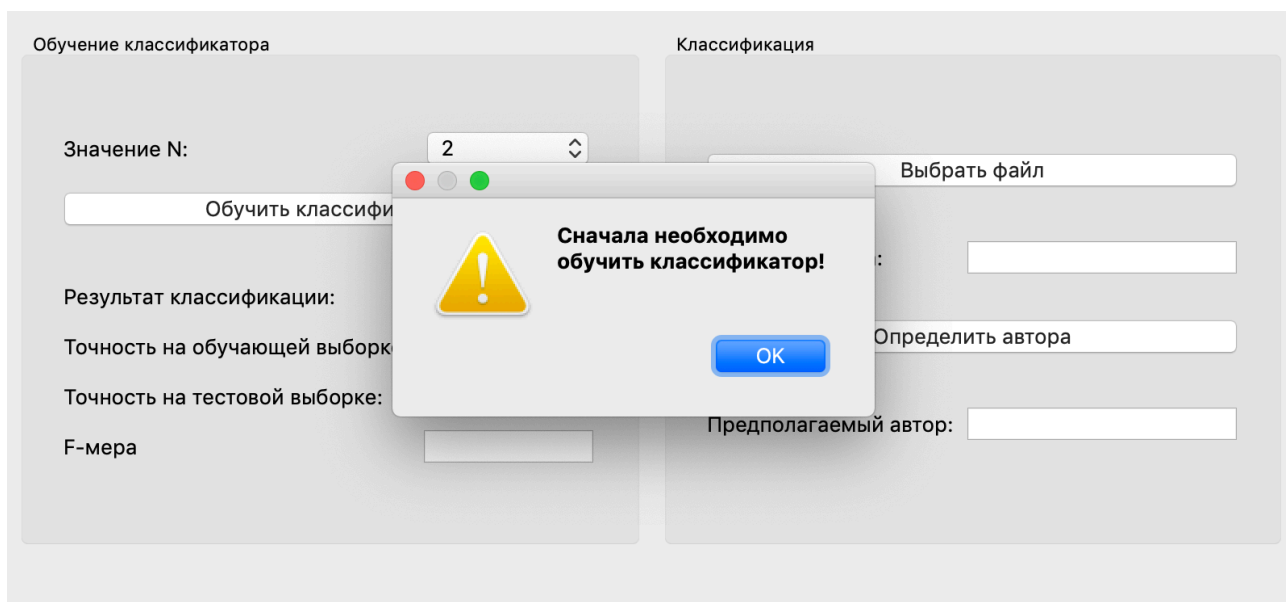 Обучение классификатора
Значение N:
2
Обучить классифи
Результат классификации:
Точность на обучающей выборк
Точность на тестовой выборке:
F-мера
Сначала необходимо
обучить классификатор!
OK
Классификация
Выбрать файл
:
Определить автора
Предполагаемый автор: